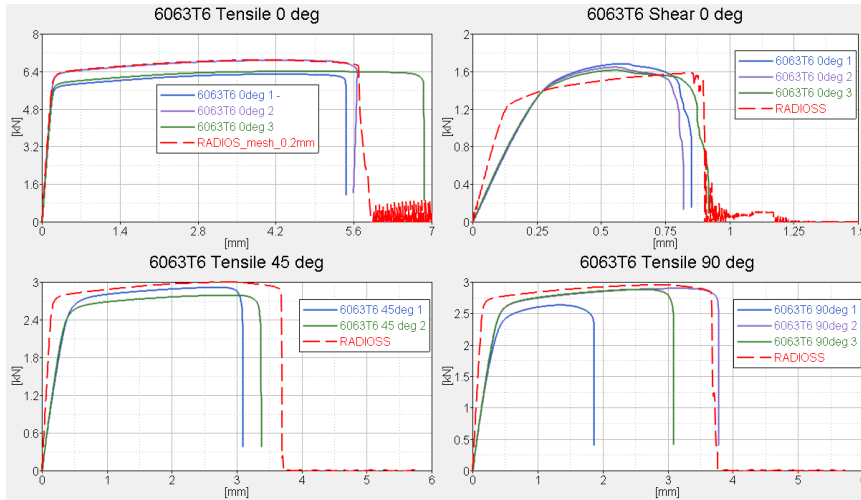 6063T6 Tensile 0 deg
8
6.4
4.8
3.2
1.6
0
[kN]
0
1.4
2.8
4.2
5.6
7
[mm]
6063T6 0deg 1 -
6063T6 0deg 2
6063T6 0deg 3
RADIOS_mesh_0.2mm
6063T6 Shear 0 deg
2
1.6
1.2
0.8
0.4
0
[kN]
0
0.25
0.5
0.75
1
1.25
1.5
[mm]
6063T6 0deg 1
6063T6 0deg 2
6063T6 0deg 3
RADIOSS
6063T6 Tensile 45 deg
3
2.4
1.8
1.2
0.6
0
[kN]
0
1
2
3
4
5
6
[mm]
6063T6 45deg 1
6063T6 45deg 2
RADIOSS
6063T6 Tensile 90 deg
3
2.5
2
1.5
1
0.5
0
[kN]
0
1
2
3
4
5
[mm]
6063T6 90deg 1
6063T6 90deg 2
6063T6 90deg 3
RADIOSS